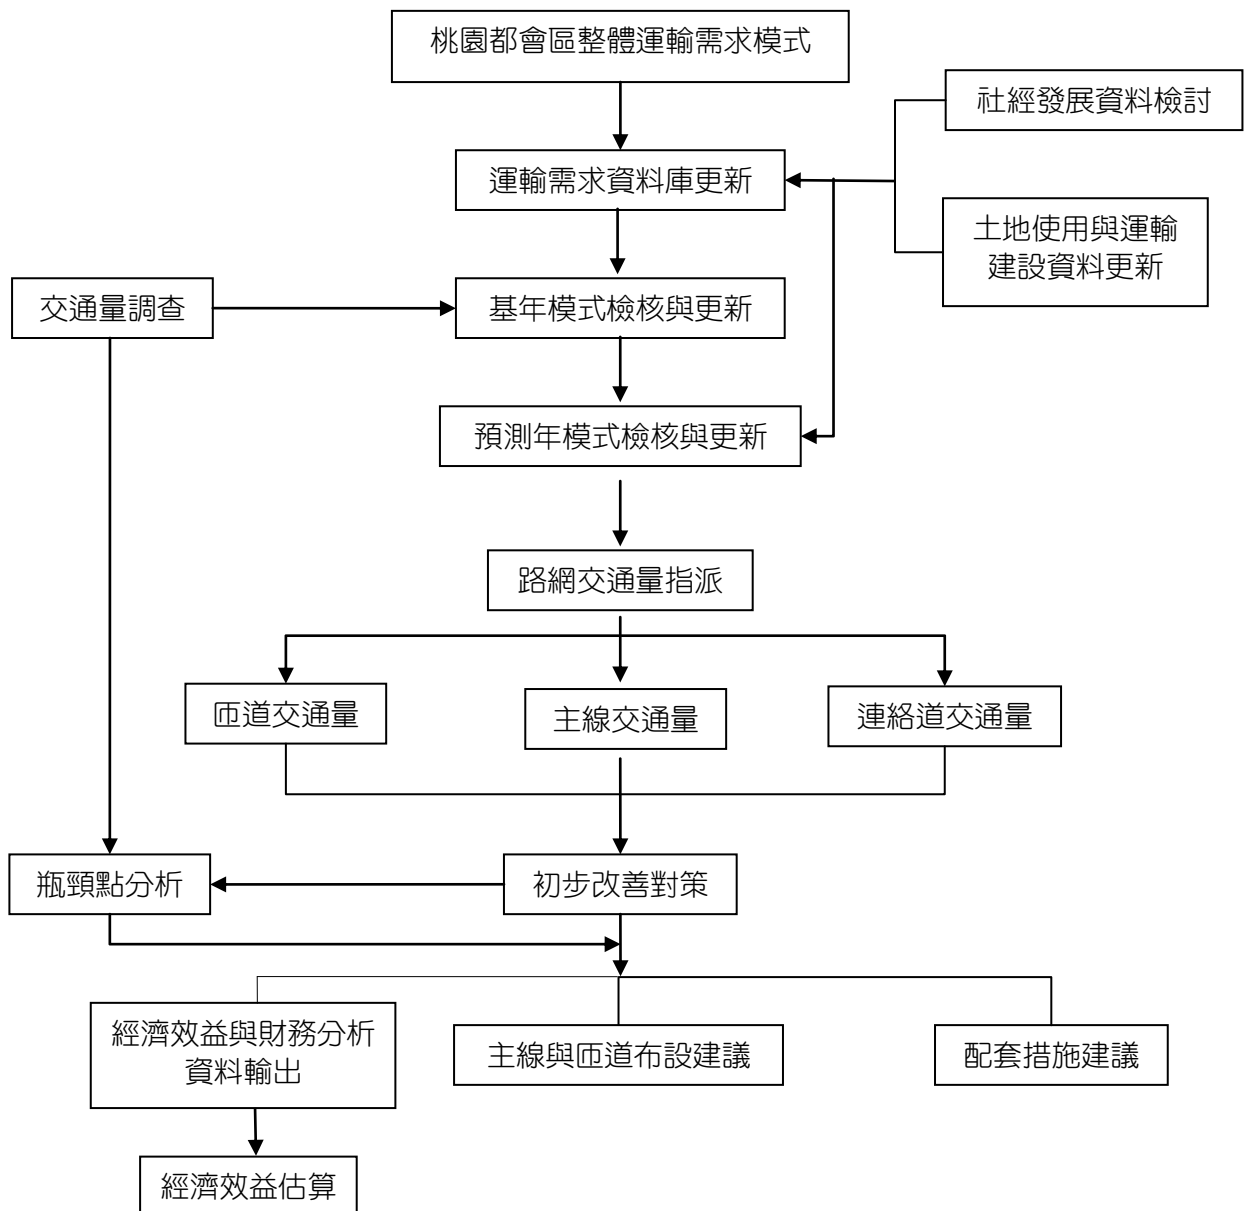 桃園都會區整體運輸需求模式
社經發展資料檢討
運輸需求資料庫更新
土地使用與運輸
建設資料更新
交通量調查
基年模式檢核與更新
預測年模式檢核與更新
路網交通量指派
匝道交通量
主線交通量
連絡道交通量
瓶頸點分析
初步改善對策
經濟效益與財務分析
資料輸出
主線與匝道布設建議
配套措施建議
經濟效益估算